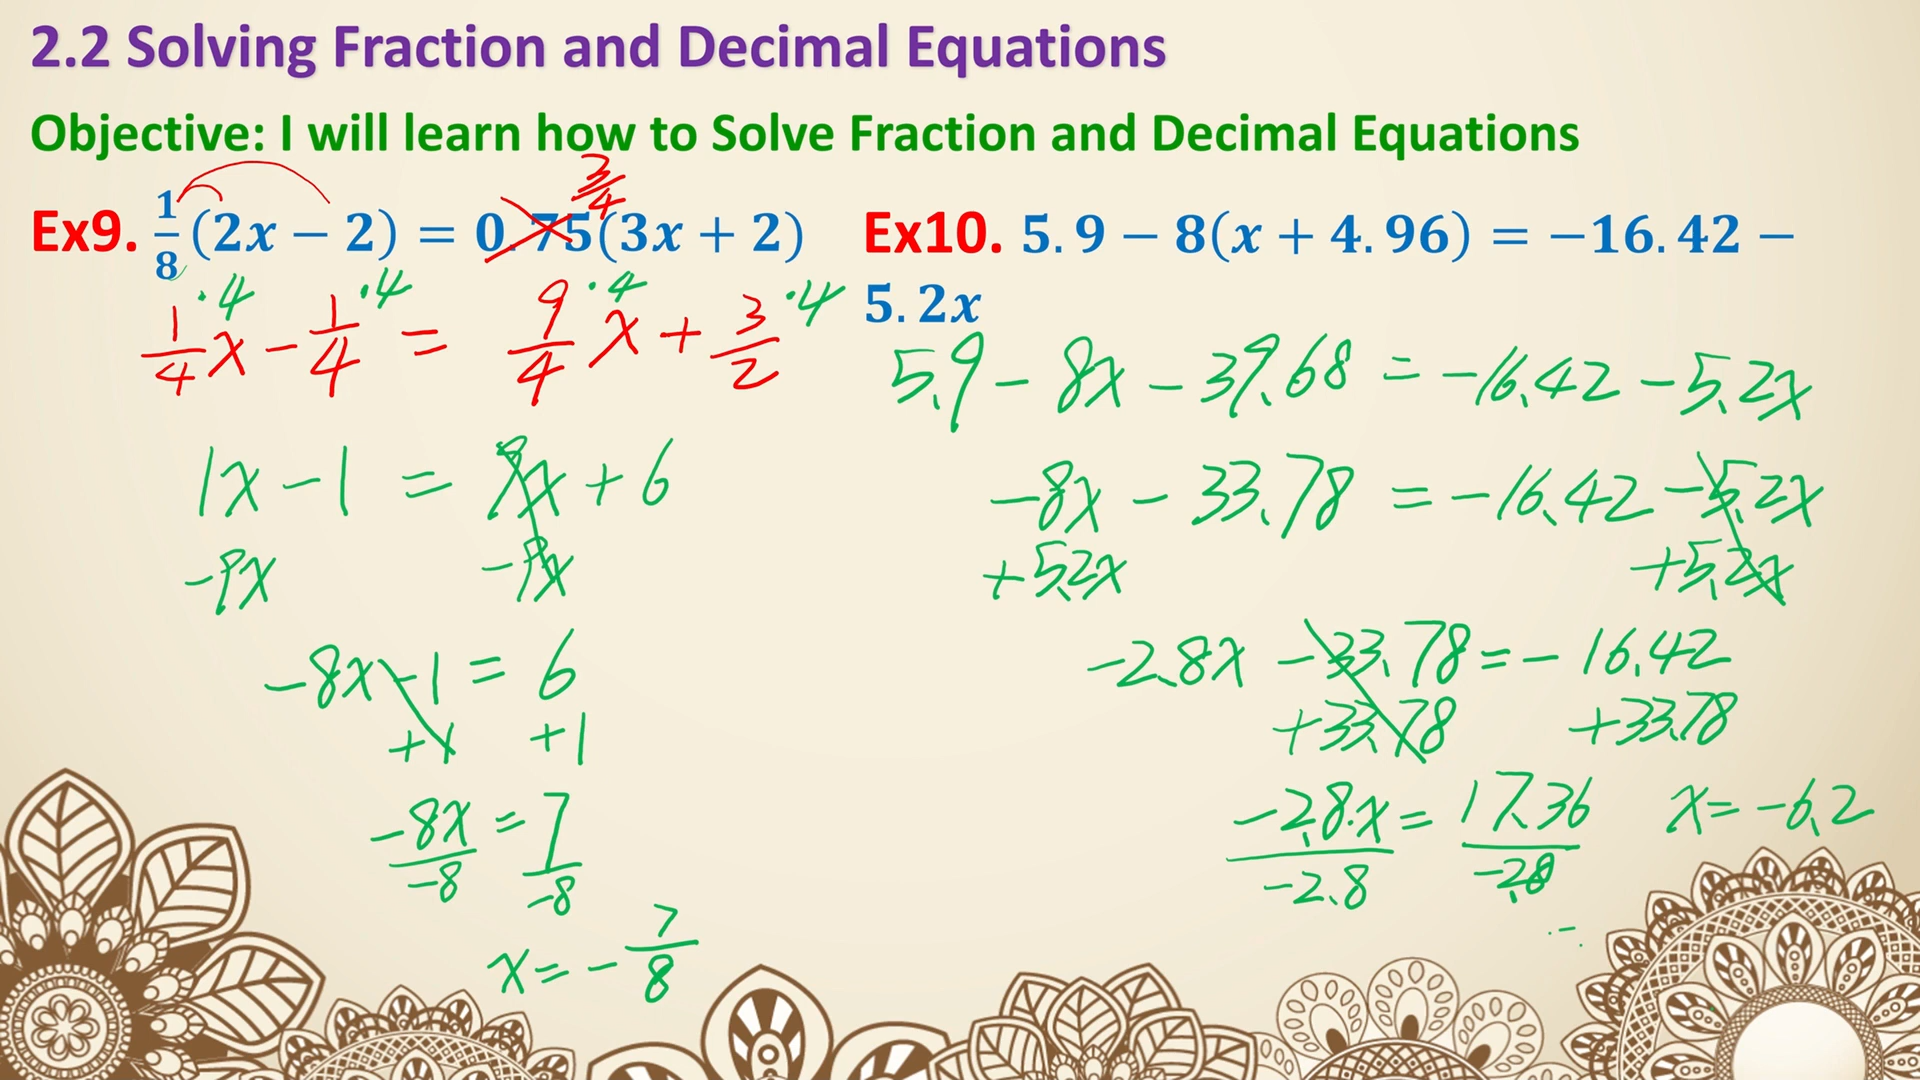 2.2 Solving Fraction and Decimal Equations
Objective: I will learn how to Solve Fraction and Decimal Equations
3/4
Ex9. 1/8(2x − 2) = 0.75(3x + 2)
·4 ·4 ·4 ·4
1/4 x − 1/4 = 9/4 x + 3/2
1x − 1 = 9x + 6
−9x −9x
−8x − 1 = 6
+1 +1
−8x/−8 = 7/−8
x = − 7/8
Ex10. 5.9 − 8(x + 4.96) = −16.42 −
5.2x
5.9 − 8x − 39.68 = −16.42 − 5.2x
−8x − 33.78 = −16.42 − 5.2x
+5.2x +5.2x
−2.8x − 33.78 = −16.42
+33.78 +33.78
−2.8·x/−2.8 = 17.36/−2.8 x = −6.2